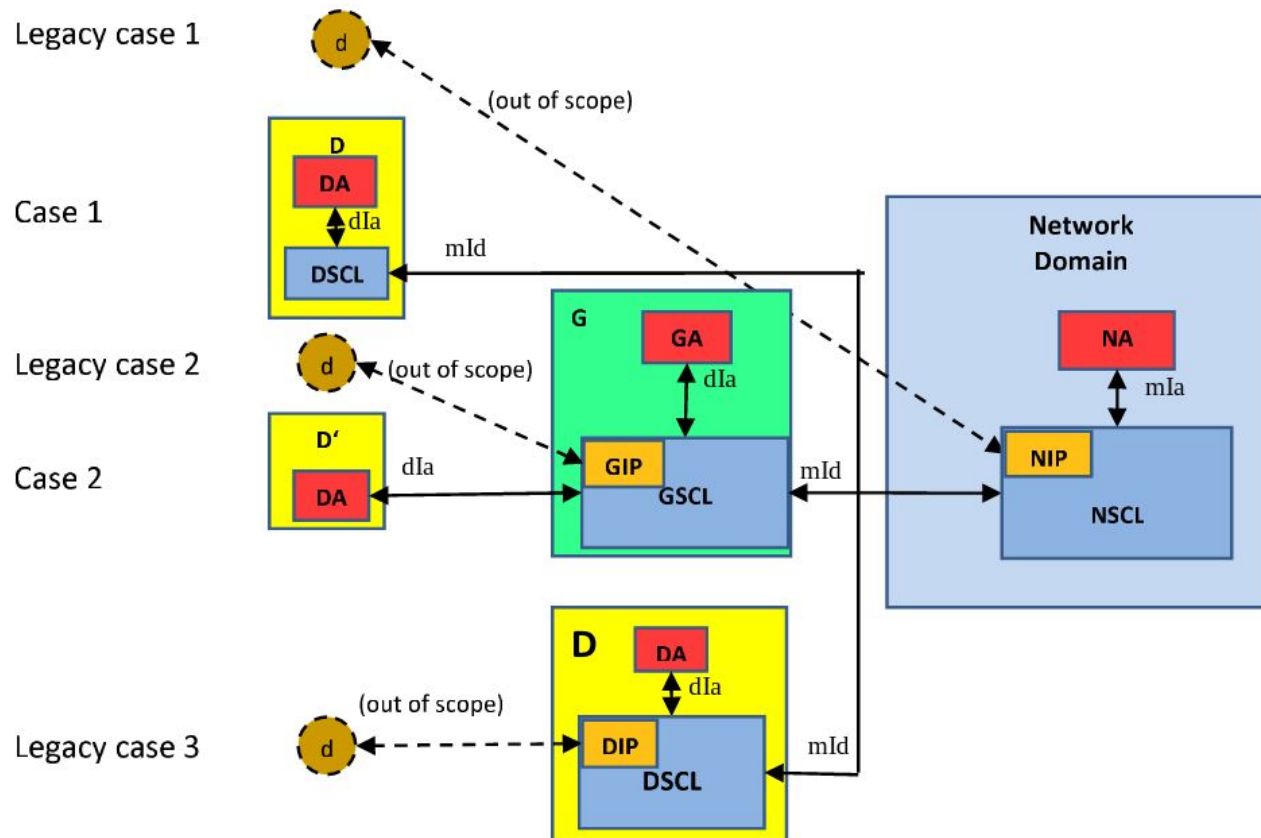 Legacy case 1
d
(out of scope)
D
DA
Case 1
dIa
mId
DSCL
Network
Domain
G
GA
NA
Legacy case 2
d
(out of scope)
dIa
mIa
D‘
dIa
GIP
mId
NIP
Case 2
DA
GSCL
NSCL
D
DA
dIa
(out of scope)
Legacy case 3
d
DIP
mId
DSCL